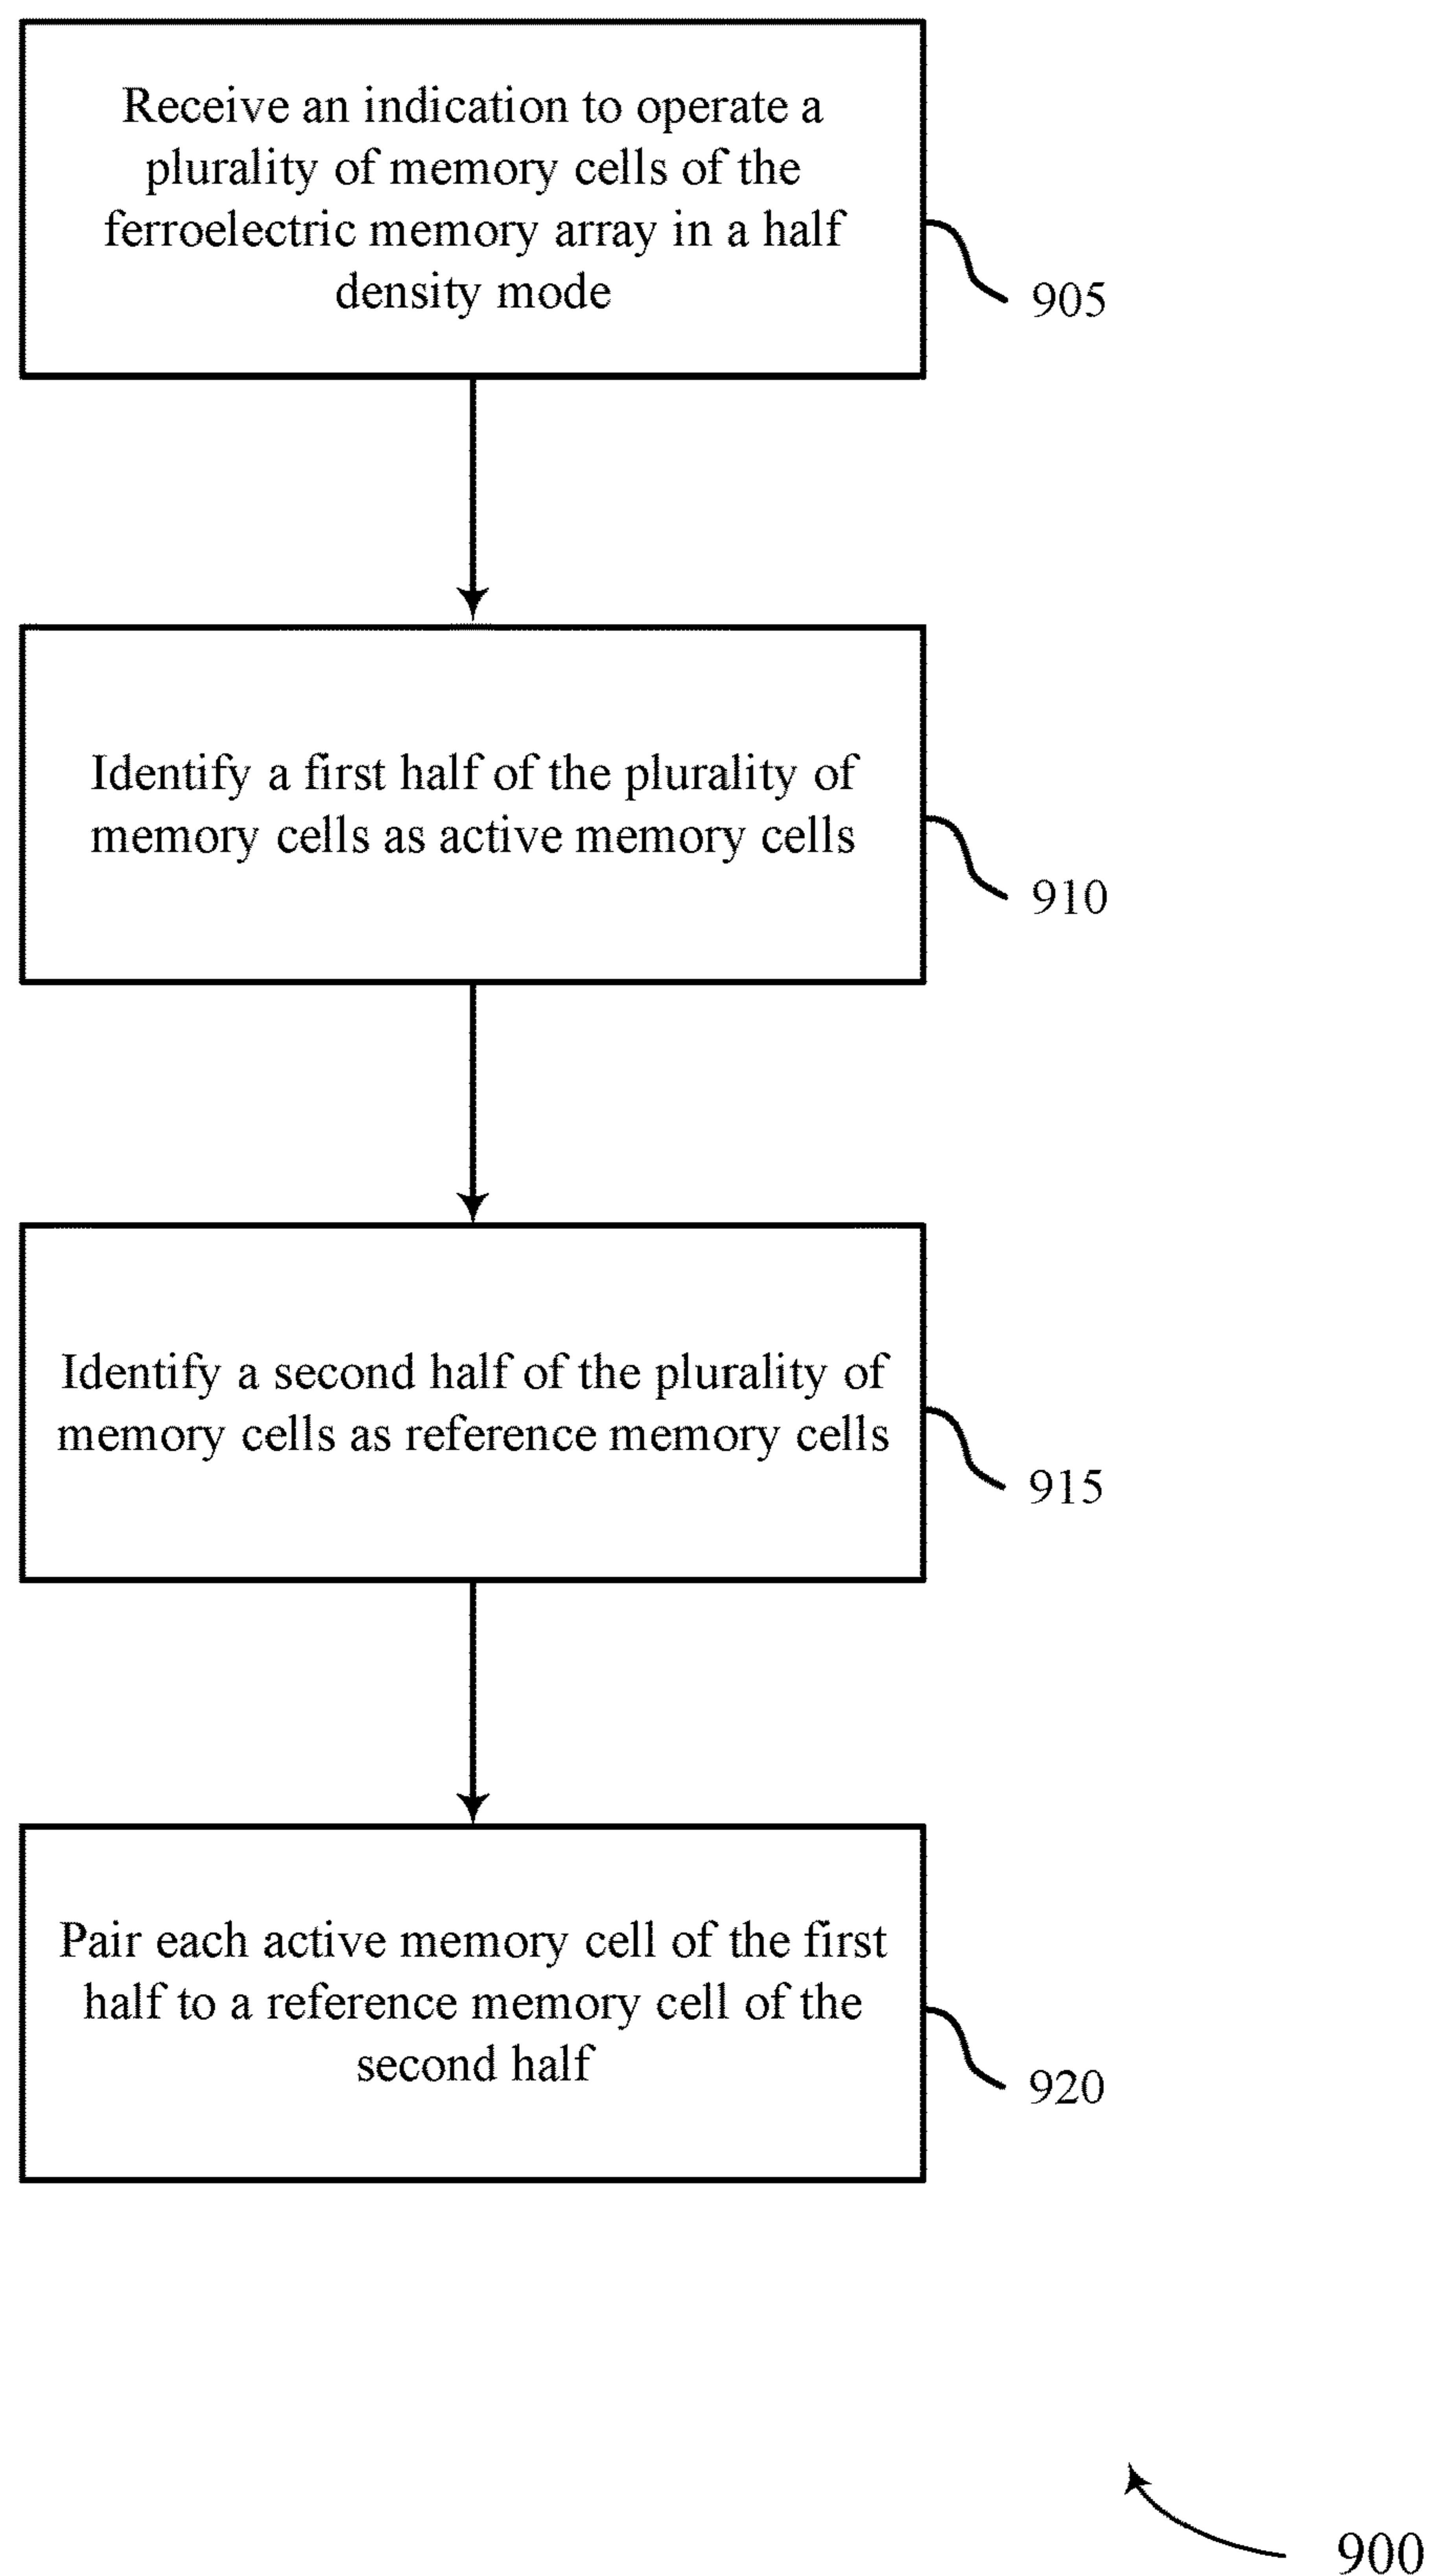 Receive an indication to operate a
plurality of memory cells of the
ferroelectric memory array in a half
density mode
905
Identify a first half of the plurality of
memory cells as active memory cells
910
Identify a second half of the plurality of
memory cells as reference memory cells
915
Pair each active memory cell of the first
half to a reference memory cell of the
second half
920
900